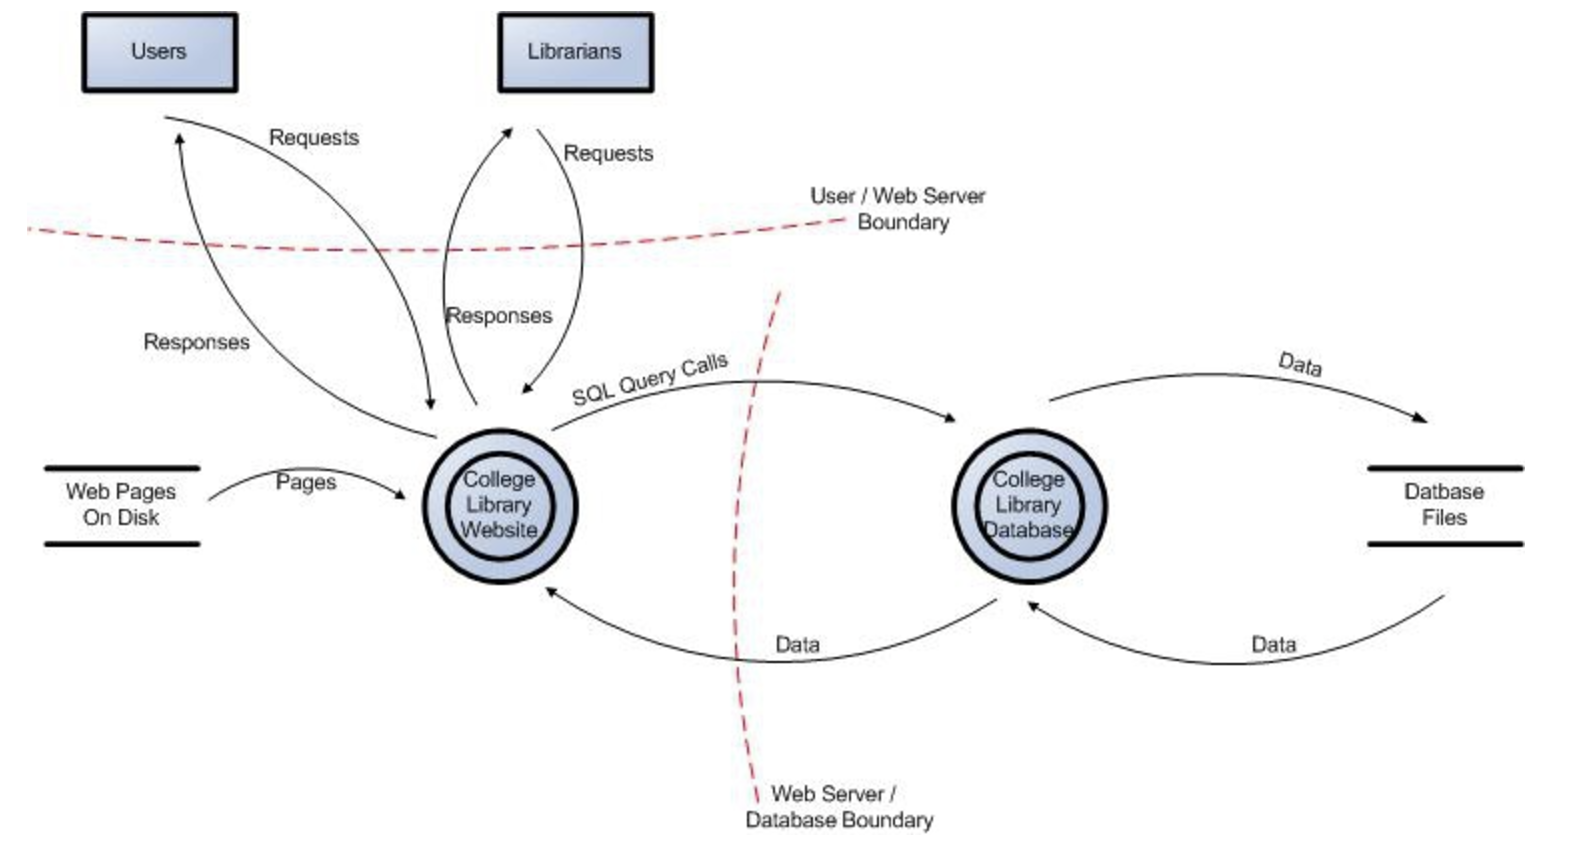 Users
Librarians
Requests
Requests
User / Web Server
Boundary
Responses
Responses
SQL Query Calls
Data
Web Pages
On Disk
Pages
College
Library
Website
College
Library
Database
Datbase
Files
Data
Data
Web Server /
Database Boundary